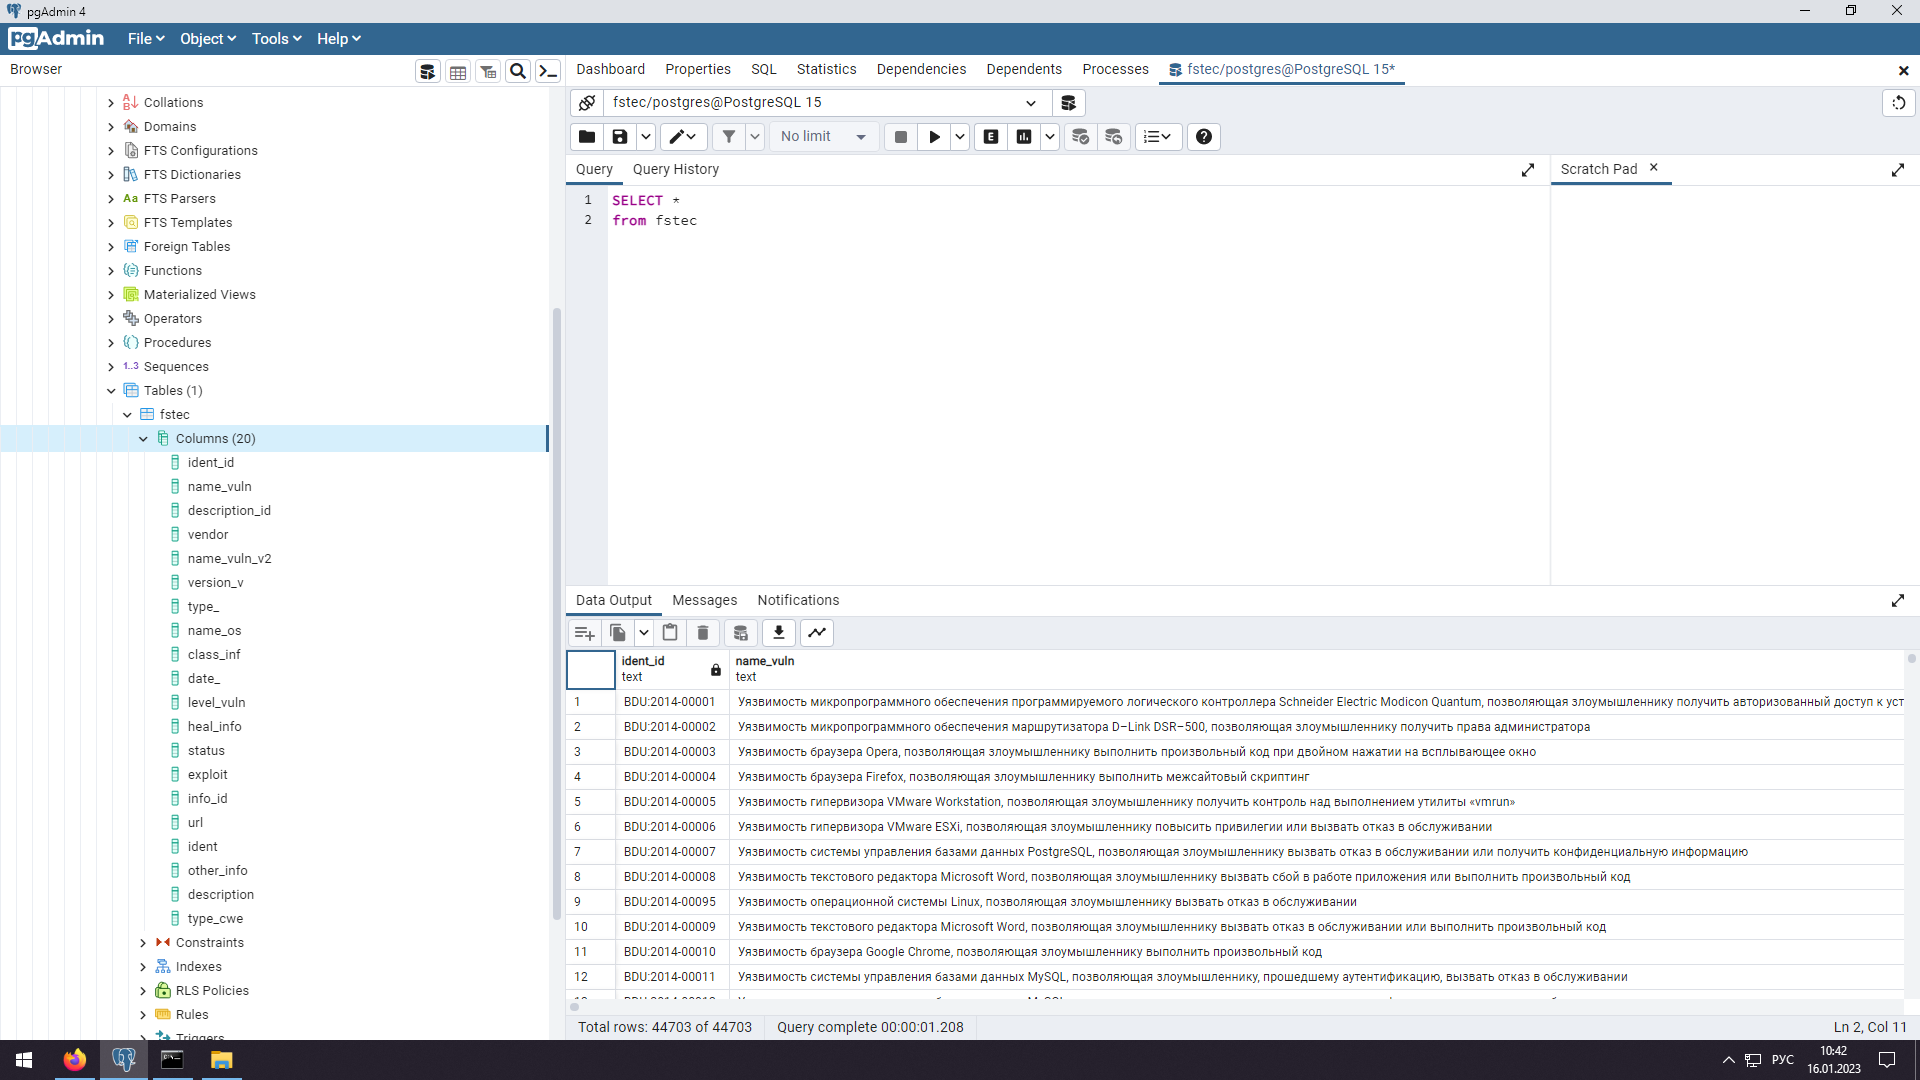 pgAdmin 4
pgAdmin File Object Tools Help
Browser
Dashboard Properties SQL Statistics Dependencies Dependents Processes fstec/postgres@PostgreSQL 15*
Collations
Domains
FTS Configurations
FTS Dictionaries
Aa FTS Parsers
FTS Templates
Foreign Tables
Functions
Materialized Views
Operators
Procedures
1..3 Sequences
Tables (1)
fstec
Columns (20)
ident_id
name_vuln
description_id
vendor
name_vuln_v2
version_v
type_
name_os
class_inf
date_
level_vuln
heal_info
status
exploit
info_id
url
ident
other_info
description
type_cwe
Constraints
Indexes
RLS Policies
Rules
Triggers
fstec/postgres@PostgreSQL 15
No limit
E
Query Query History
Scratch Pad
1 SELECT *
2 from fstec
Data Output Messages Notifications
ident_id text name_vuln text
1 BDU:2014-00001 Уязвимость микропрограммного обеспечения программируемого логического контроллера Schneider Electric Modicon Quantum, позволяющая злоумышленнику получить авторизованный доступ к уст
2 BDU:2014-00002 Уязвимость микропрограммного обеспечения маршрутизатора D−Link DSR−500, позволяющая злоумышленнику получить права администратора
3 BDU:2014-00003 Уязвимость браузера Opera, позволяющая злоумышленнику выполнить произвольный код при двойном нажатии на всплывающее окно
4 BDU:2014-00004 Уязвимость браузера Firefox, позволяющая злоумышленнику выполнить межсайтовый скриптинг
5 BDU:2014-00005 Уязвимость гипервизора VMware Workstation, позволяющая злоумышленнику получить контроль над выполнением утилиты «vmrun»
6 BDU:2014-00006 Уязвимость гипервизора VMware ESXi, позволяющая злоумышленнику повысить привилегии или вызвать отказ в обслуживании
7 BDU:2014-00007 Уязвимость системы управления базами данных PostgreSQL, позволяющая злоумышленнику вызвать отказ в обслуживании или получить конфиденциальную информацию
8 BDU:2014-00008 Уязвимость текстового редактора Microsoft Word, позволяющая злоумышленнику вызвать сбой в работе приложения или выполнить произвольный код
9 BDU:2014-00095 Уязвимость операционной системы Linux, позволяющая злоумышленнику вызвать отказ в обслуживании
10 BDU:2014-00009 Уязвимость текстового редактора Microsoft Word, позволяющая злоумышленнику вызвать отказ в обслуживании или выполнить произвольный код
11 BDU:2014-00010 Уязвимость браузера Google Chrome, позволяющая злоумышленнику выполнить произвольный код
12 BDU:2014-00011 Уязвимость системы управления базами данных MySQL, позволяющая злоумышленнику, прошедшему аутентификацию, вызвать отказ в обслуживании
Total rows: 44703 of 44703 Query complete 00:00:01.208
Ln 2, Col 11
РУС
10:42
16.01.2023